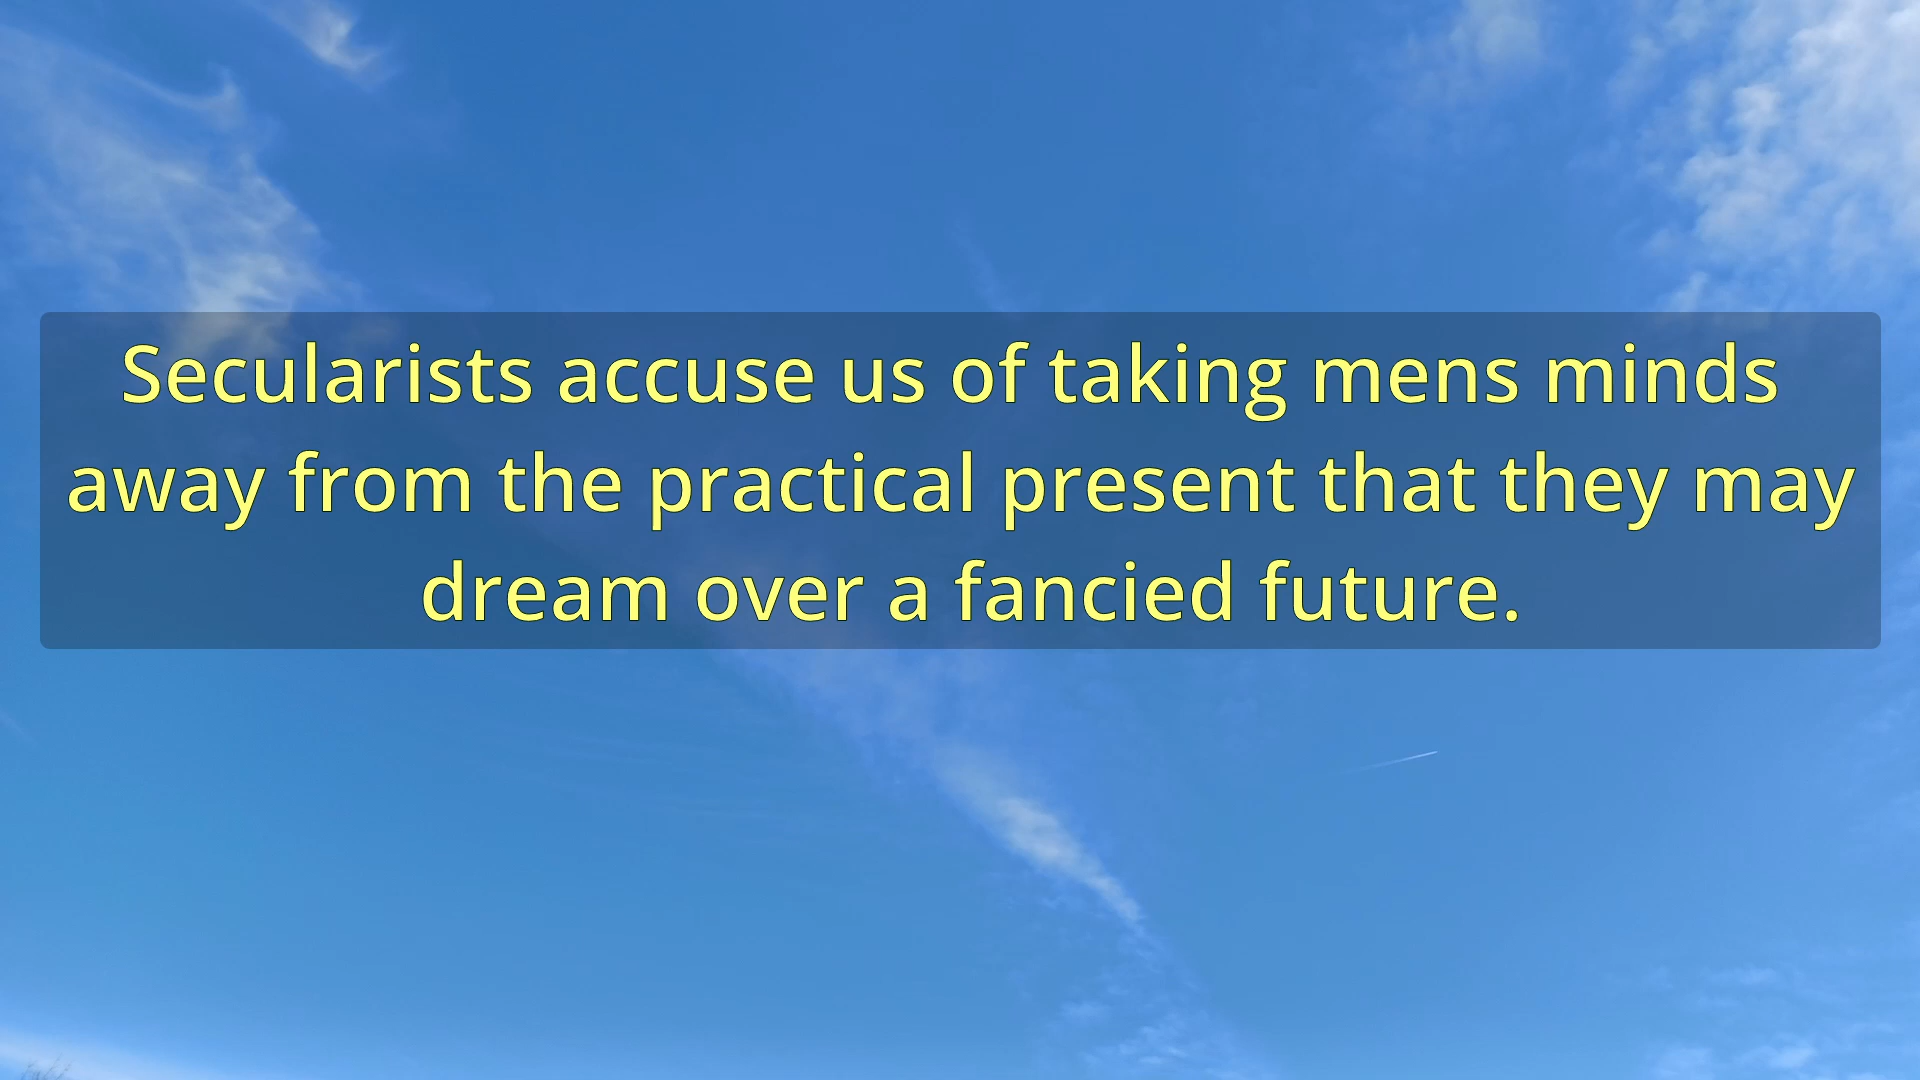 Secularists accuse us of taking mens minds
away from the practical present that they may
dream over a fancied future.